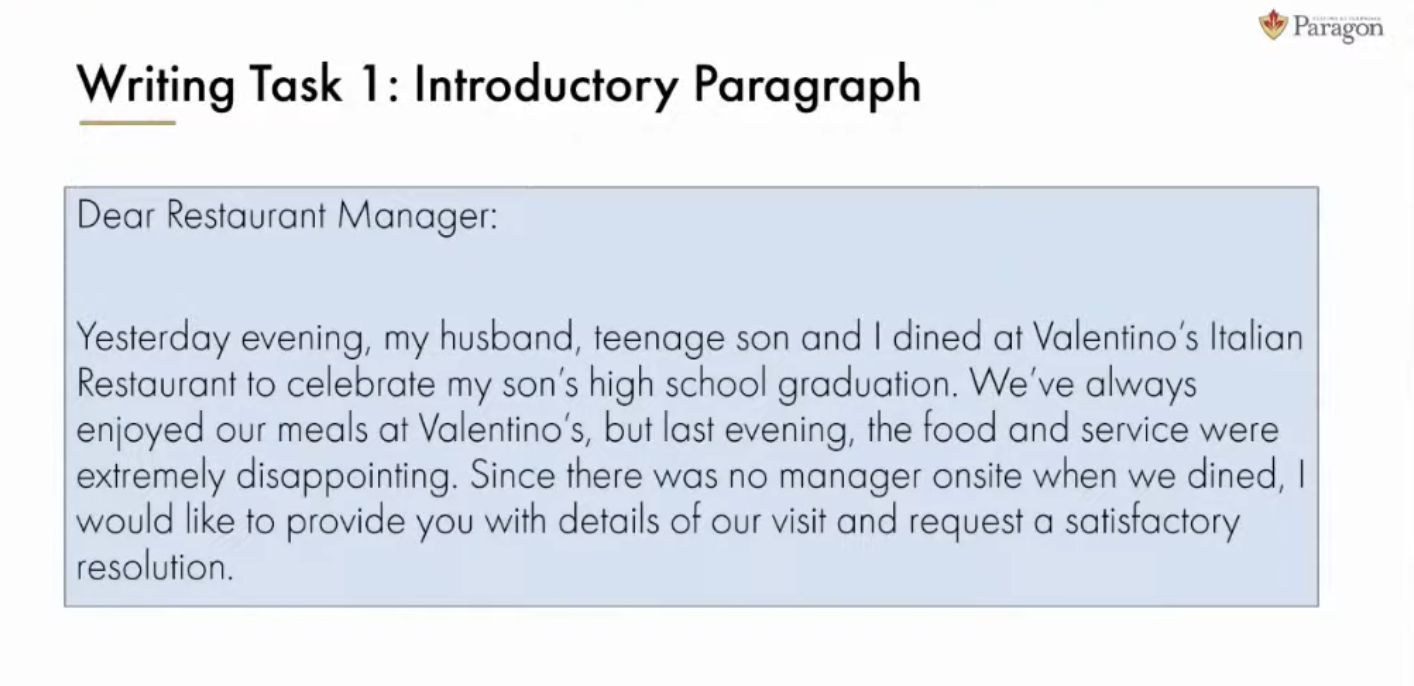 Paragon
Writing Task 1: Introductory Paragraph
Dear Restaurant Manager:
Yesterday evening, my husband, teenage son and I dined at Valentino's Italian
Restaurant to celebrate my son's high school graduation. We've always
enjoyed our meals at Valentino's, but last evening, the food and service were
extremely disappointing. Since there was no manager onsite when we dined, I
would like to provide you with details of our visit and request a satisfactory
resolution.